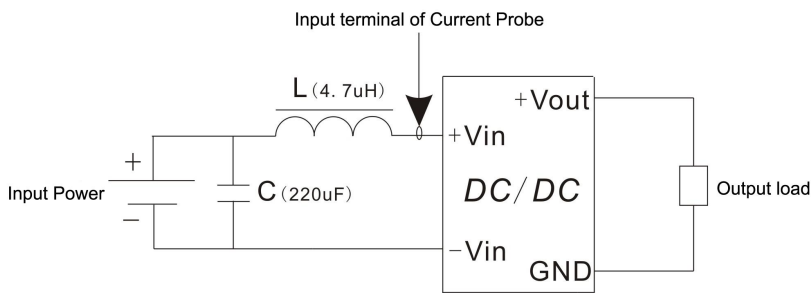 Input terminal of Current Probe
L(4.7uH)
+Vout
+Vin
+
Input Power
C(220uF)
DC/DC
Output load
−
−Vin
GND